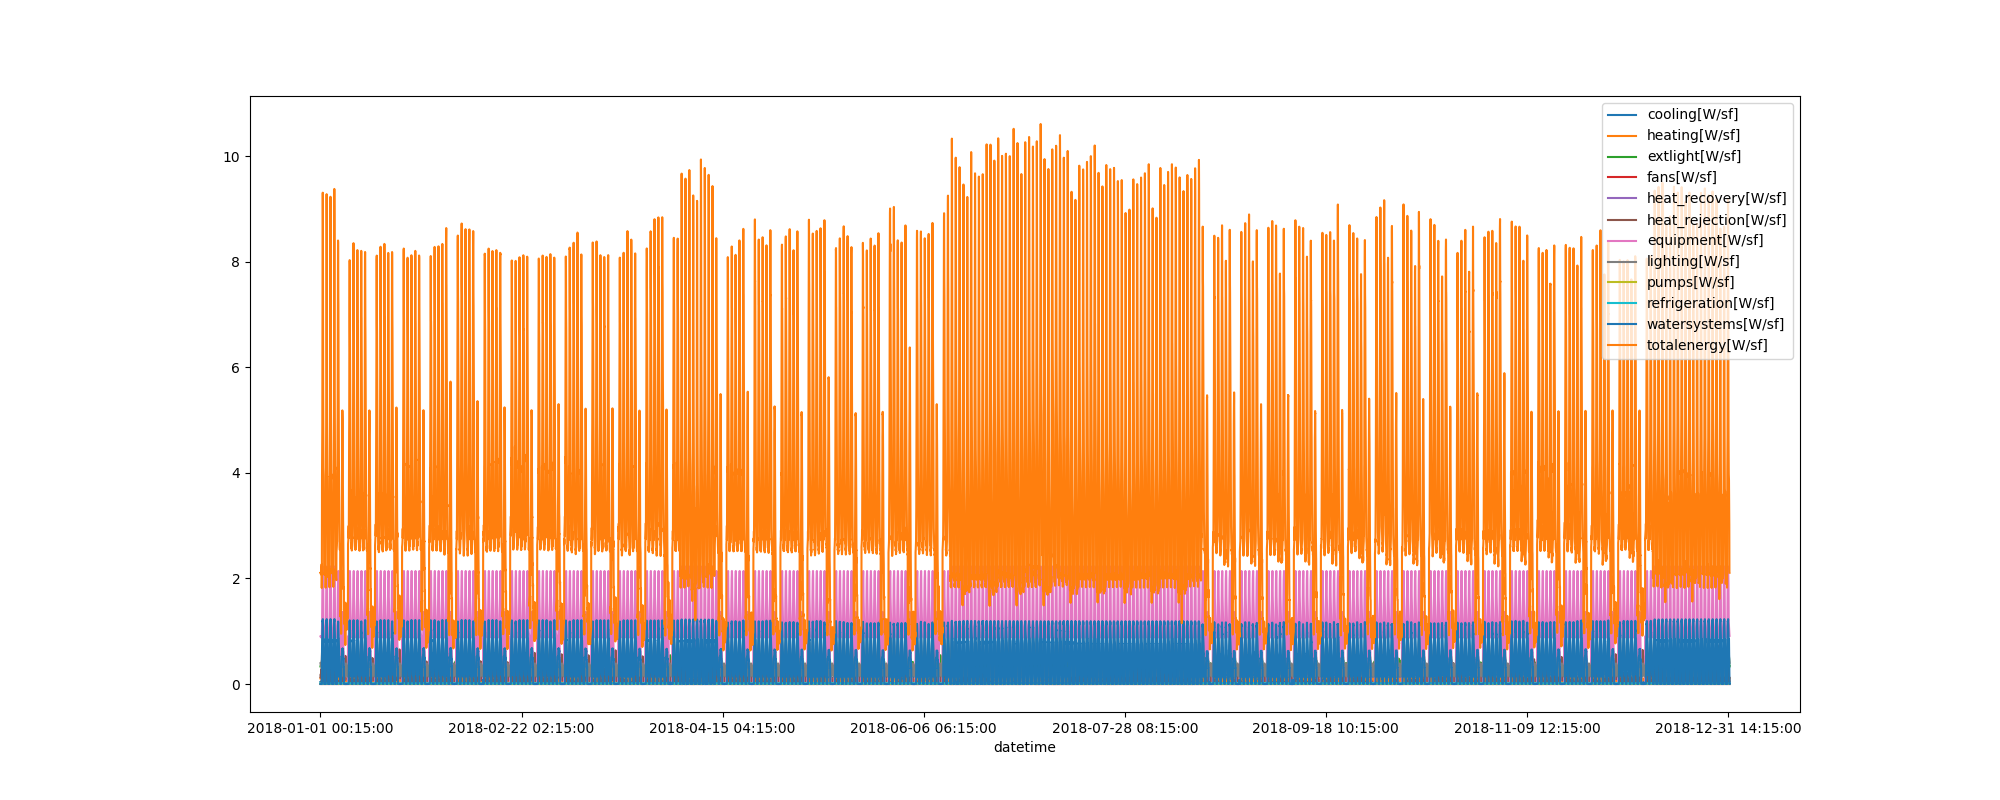 cooling[W/sf]
heating[W/sf]
extlight[W/sf]
fans[W/sf]
heat_recovery[W/sf]
heat_rejection[W/sf]
equipment[W/sf]
lighting[W/sf]
pumps[W/sf]
refrigeration[W/sf]
watersystems[W/sf]
totalenergy[W/sf]
10
8
6
4
2
0
2018-01-01 00:15:00 2018-02-22 02:15:00 2018-04-15 04:15:00 2018-06-06 06:15:00 2018-07-28 08:15:00 2018-09-18 10:15:00 2018-11-09 12:15:00 2018-12-31 14:15:00
datetime